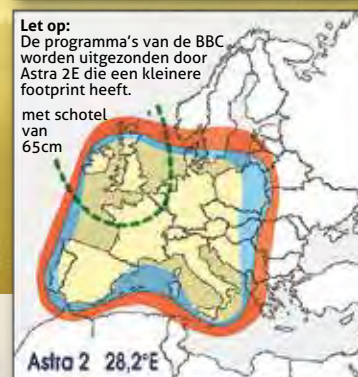 Let op:
De programma's van de BBC
worden uitgezonden door
Astra 2E die een kleinere
footprint heeft.
met schotel
van
65cm
Astra 2 28,2°E